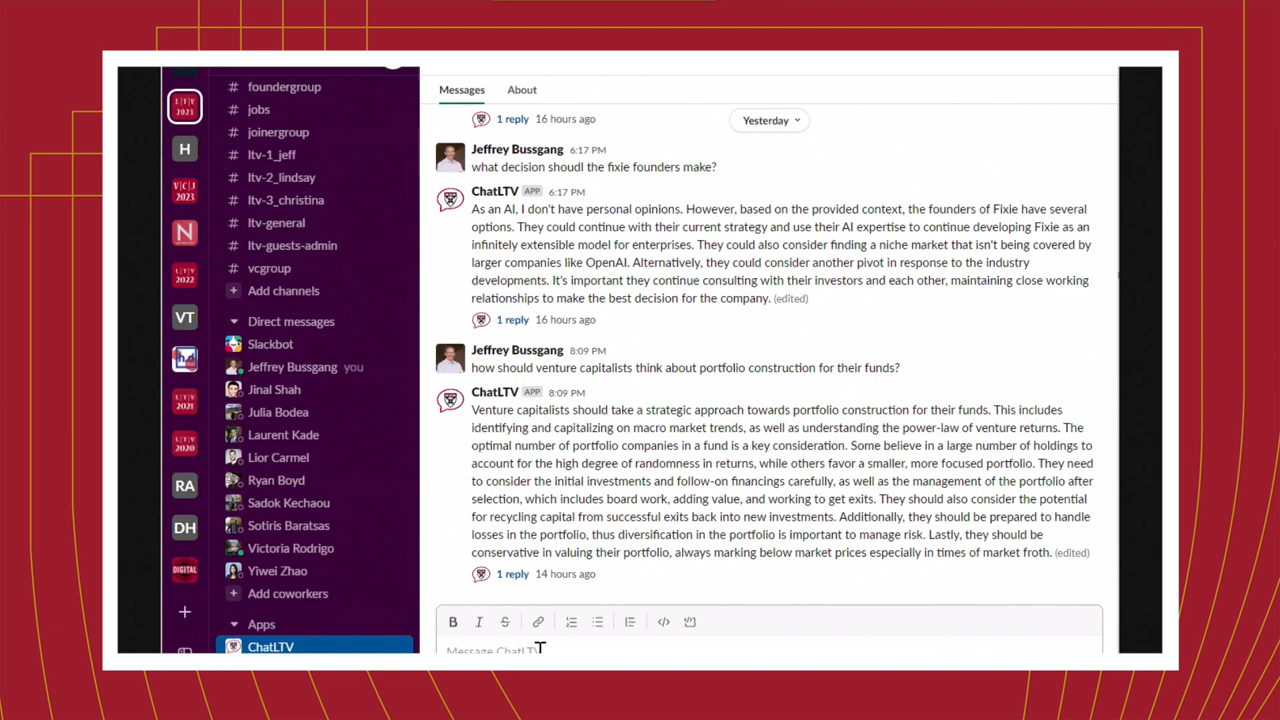 L|T|V
2023
H
V|C|J
2023
N
L|T|V
2022
VT
h,d
L|T|V
2021
L|T|V
2020
RA
DH
DIGITAL
+
# foundergroup
# jobs
# joinergroup
# ltv-1_jeff
# ltv-2_lindsay
# ltv-3_christina
# ltv-general
# ltv-guests-admin
# vcgroup
+ Add channels
Direct messages
Slackbot
Jeffrey Bussgang you
Jinal Shah
Julia Bodea
Laurent Kade
Lior Carmel
Ryan Boyd
Sadok Kechaou
Sotiris Baratsas
Victoria Rodrigo
Yiwei Zhao
+ Add coworkers
Apps
ChatLTV
Messages About
1 reply 16 hours ago
Yesterday
Jeffrey Bussgang 6:17 PM
what decision shoudl the fixie founders make?
ChatLTV APP 6:17 PM
As an AI, I don't have personal opinions. However, based on the provided context, the founders of Fixie have several
options. They could continue with their current strategy and use their AI expertise to continue developing Fixie as an
infinitely extensible model for enterprises. They could also consider finding a niche market that isn't being covered by
larger companies like OpenAI. Alternatively, they could consider another pivot in response to the industry
developments. It's important they continue consulting with their investors and each other, maintaining close working
relationships to make the best decision for the company. (edited)
1 reply 16 hours ago
Jeffrey Bussgang 8:09 PM
how should venture capitalists think about portfolio construction for their funds?
ChatLTV APP 8:09 PM
Venture capitalists should take a strategic approach towards portfolio construction for their funds. This includes
identifying and capitalizing on macro market trends, as well as understanding the power-law of venture returns. The
optimal number of portfolio companies in a fund is a key consideration. Some believe in a large number of holdings to
account for the high degree of randomness in returns, while others favor a smaller, more focused portfolio. They need
to consider the initial investments and follow-on financings carefully, as well as the management of the portfolio after
selection, which includes board work, adding value, and working to get exits. They should also consider the potential
for recycling capital from successful exits back into new investments. Additionally, they should be prepared to handle
losses in the portfolio, thus diversification in the portfolio is important to manage risk. Lastly, they should be
conservative in valuing their portfolio, always marking below market prices especially in times of market froth. (edited)
1 reply 14 hours ago
B I S </>
Message ChatLTV